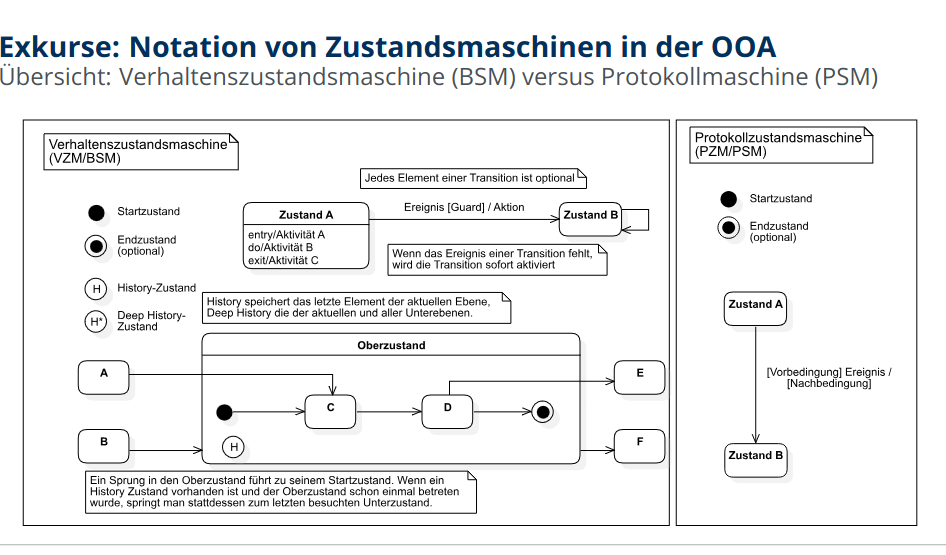 Exkurse: Notation von Zustandsmaschinen in der OOA
Übersicht: Verhaltenszustandsmaschine (BSM) versus Protokollmaschine (PSM)
Verhaltenszustandsmaschine
(VZM/BSM)
Jedes Element einer Transition ist optional
Startzustand
Endzustand
(optional)
H
History-Zustand
H*
Deep History-
Zustand
Zustand A
entry/Aktivität A
do/Aktivität B
exit/Aktivität C
Ereignis [Guard] / Aktion
Zustand B
Wenn das Ereignis einer Transition fehlt,
wird die Transition sofort aktiviert
History speichert das letzte Element der aktuellen Ebene,
Deep History die der aktuellen und aller Unterebenen.
Oberzustand
A
B
C
D
E
F
H
Ein Sprung in den Oberzustand führt zu seinem Startzustand. Wenn ein
History Zustand vorhanden ist und der Oberzustand schon einmal betreten
wurde, springt man stattdessen zum letzten besuchten Unterzustand.
Protokollzustandsmaschine
(PZM/PSM)
Startzustand
Endzustand
(optional)
Zustand A
[Vorbedingung] Ereignis /
[Nachbedingung]
Zustand B